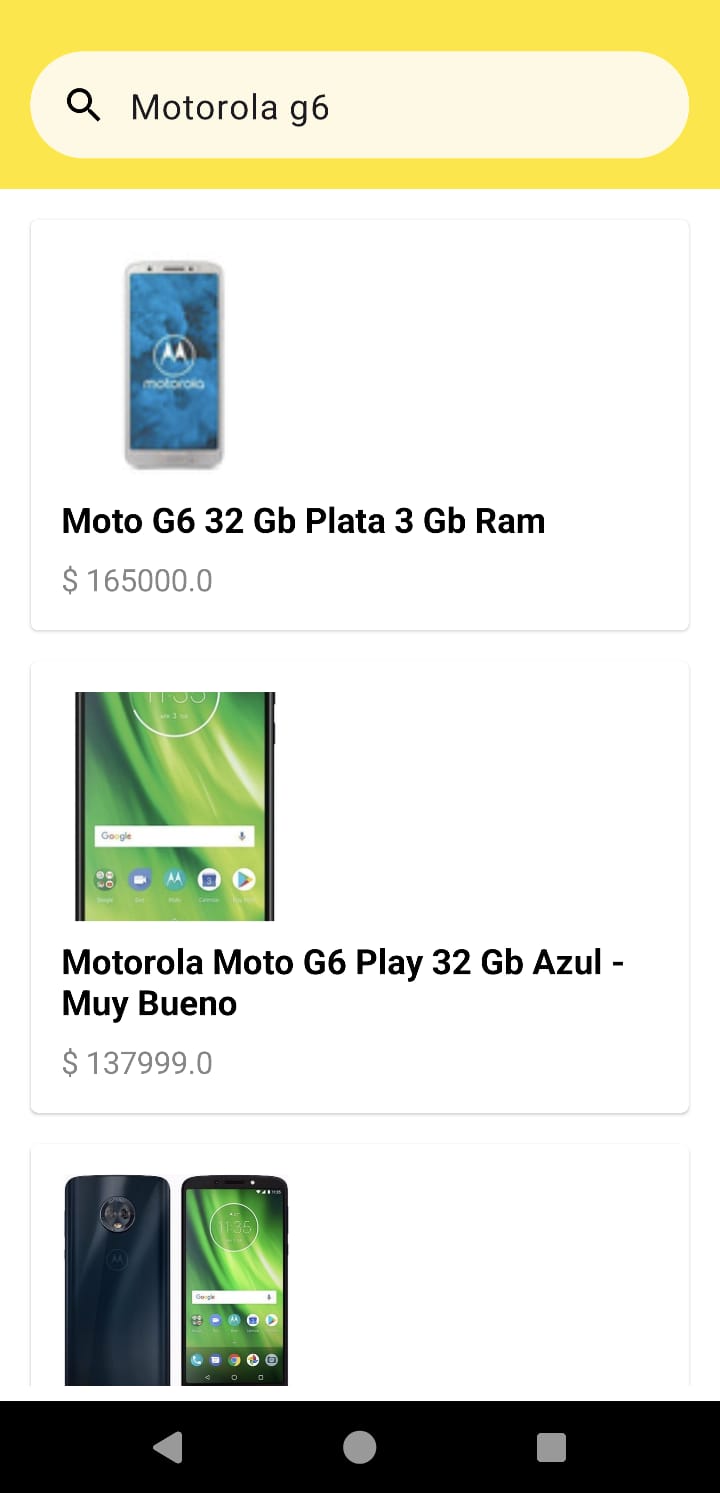 Motorola g6
motorola
Moto G6 32 Gb Plata 3 Gb Ram
$ 165000.0
Google
Motorola Moto G6 Play 32 Gb Azul -
Muy Bueno
$ 137999.0
11:35
Google